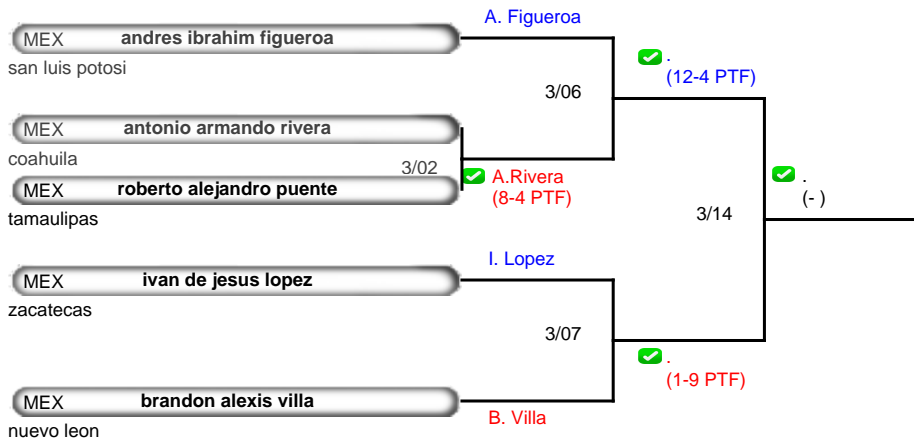 A. Figueroa
MEX andres ibrahim figueroa
san luis potosi
.
(12-4 PTF)
3/06
MEX antonio armando rivera
coahuila
3/02
A.Rivera
(8-4 PTF)
MEX roberto alejandro puente
tamaulipas
.
(- )
3/14
I. Lopez
MEX ivan de jesus lopez
zacatecas
3/07
.
(1-9 PTF)
MEX brandon alexis villa
B. Villa
nuevo leon